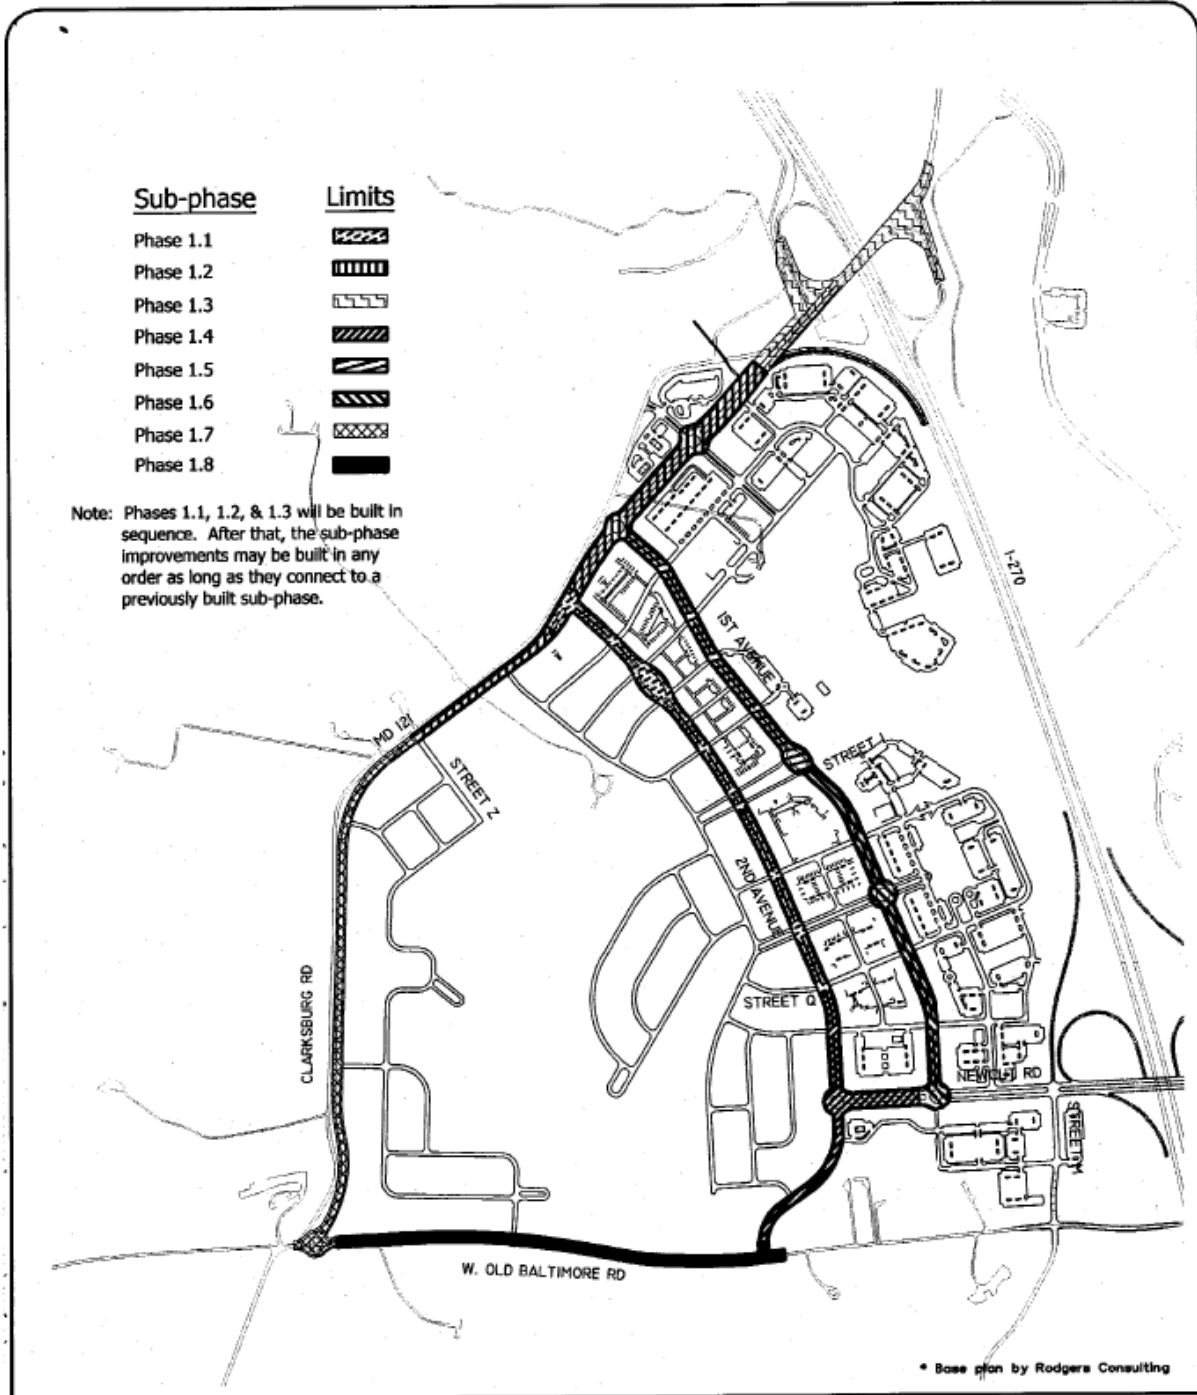 Sub-phase Limits
Phase 1.1
Phase 1.2
Phase 1.3
Phase 1.4
Phase 1.5
Phase 1.6
Phase 1.7
Phase 1.8
Note: Phases 1.1, 1.2, & 1.3 will be built in
sequence. After that, the sub-phase
improvements may be built in any
order as long as they connect to a
previously built sub-phase.
I-270
1ST AVENUE
MD 121
STREET Z
STREET I
2ND AVENUE
STREET Q
CLARKSBURG RD
NEWCUT RD
STREET M
W. OLD BALTIMORE RD
* Base plan by Rodgers Consulting